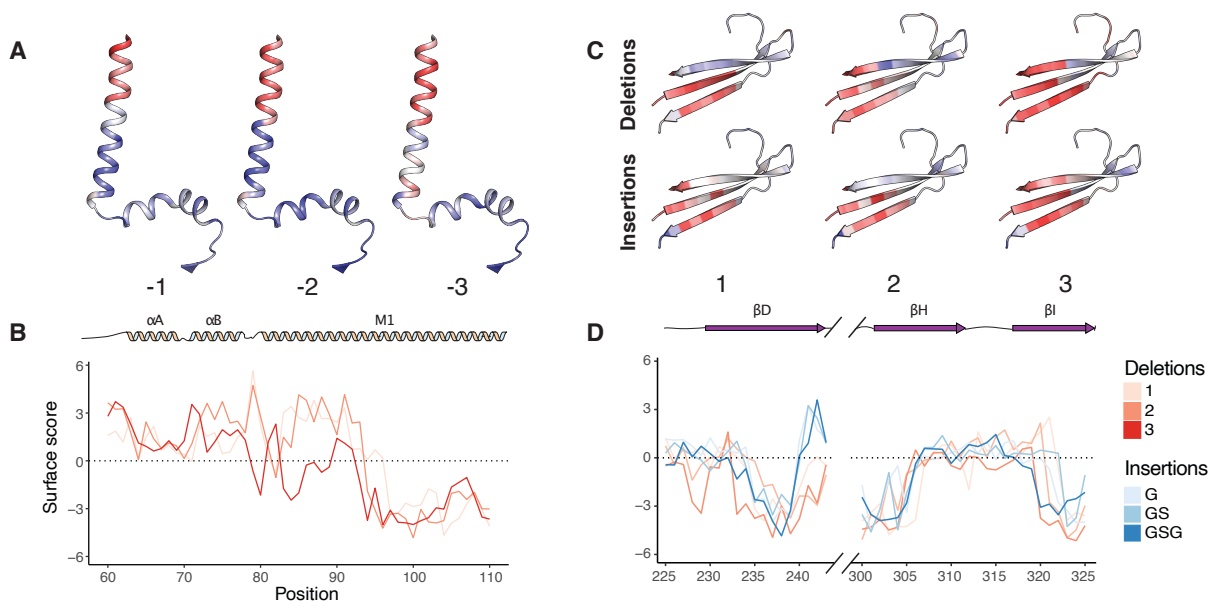 A
-1
-2
-3
C
Deletions
Insertions
1
2
3
B
αA
αB
M1
6
3
0
−3
−6
Surface score
60
70
80
90
100
110
Position
D
βD
βH
βI
6
3
0
−3
−6
225
230
235
240
300
305
310
315
320
325
Deletions
1
2
3
Insertions
G
GS
GSG